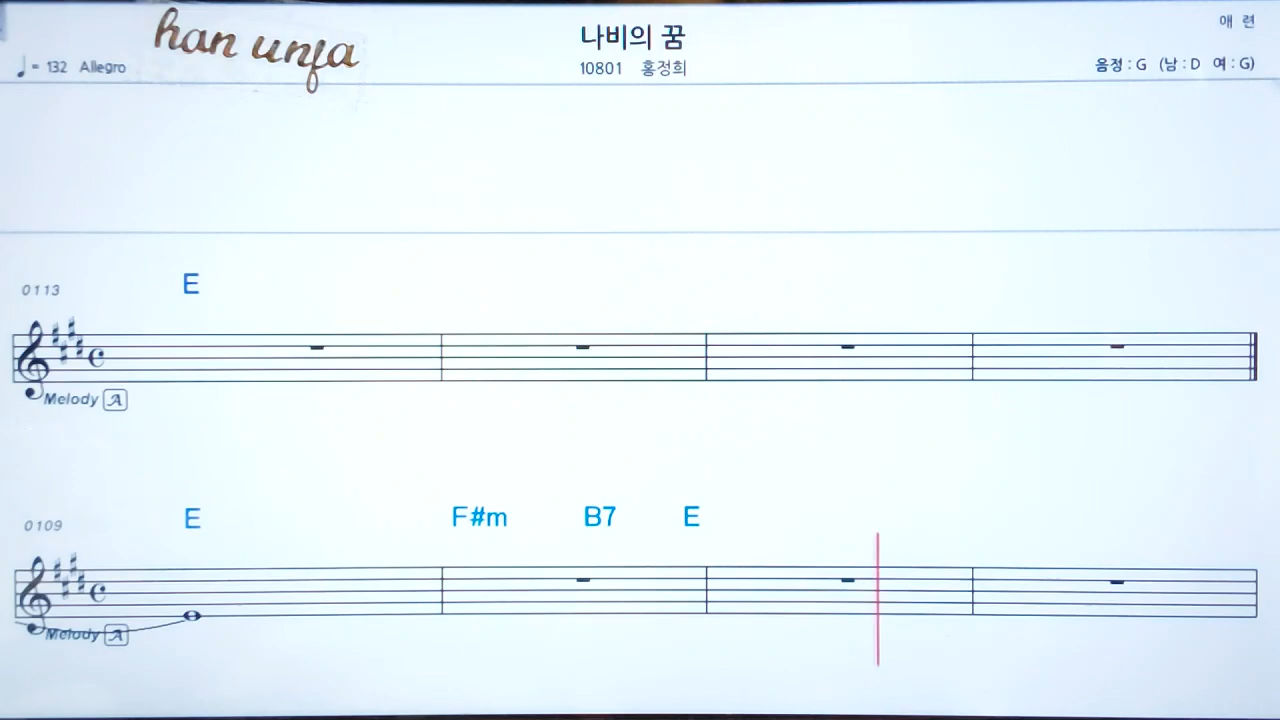 han unfa
나비의 꿈
애 련
♩= 132 Allegro
10801 홍정희
음정 : G (남 : D 여 : G)
E
0113
Melody A
E F#m B7 E
0109
Melody A